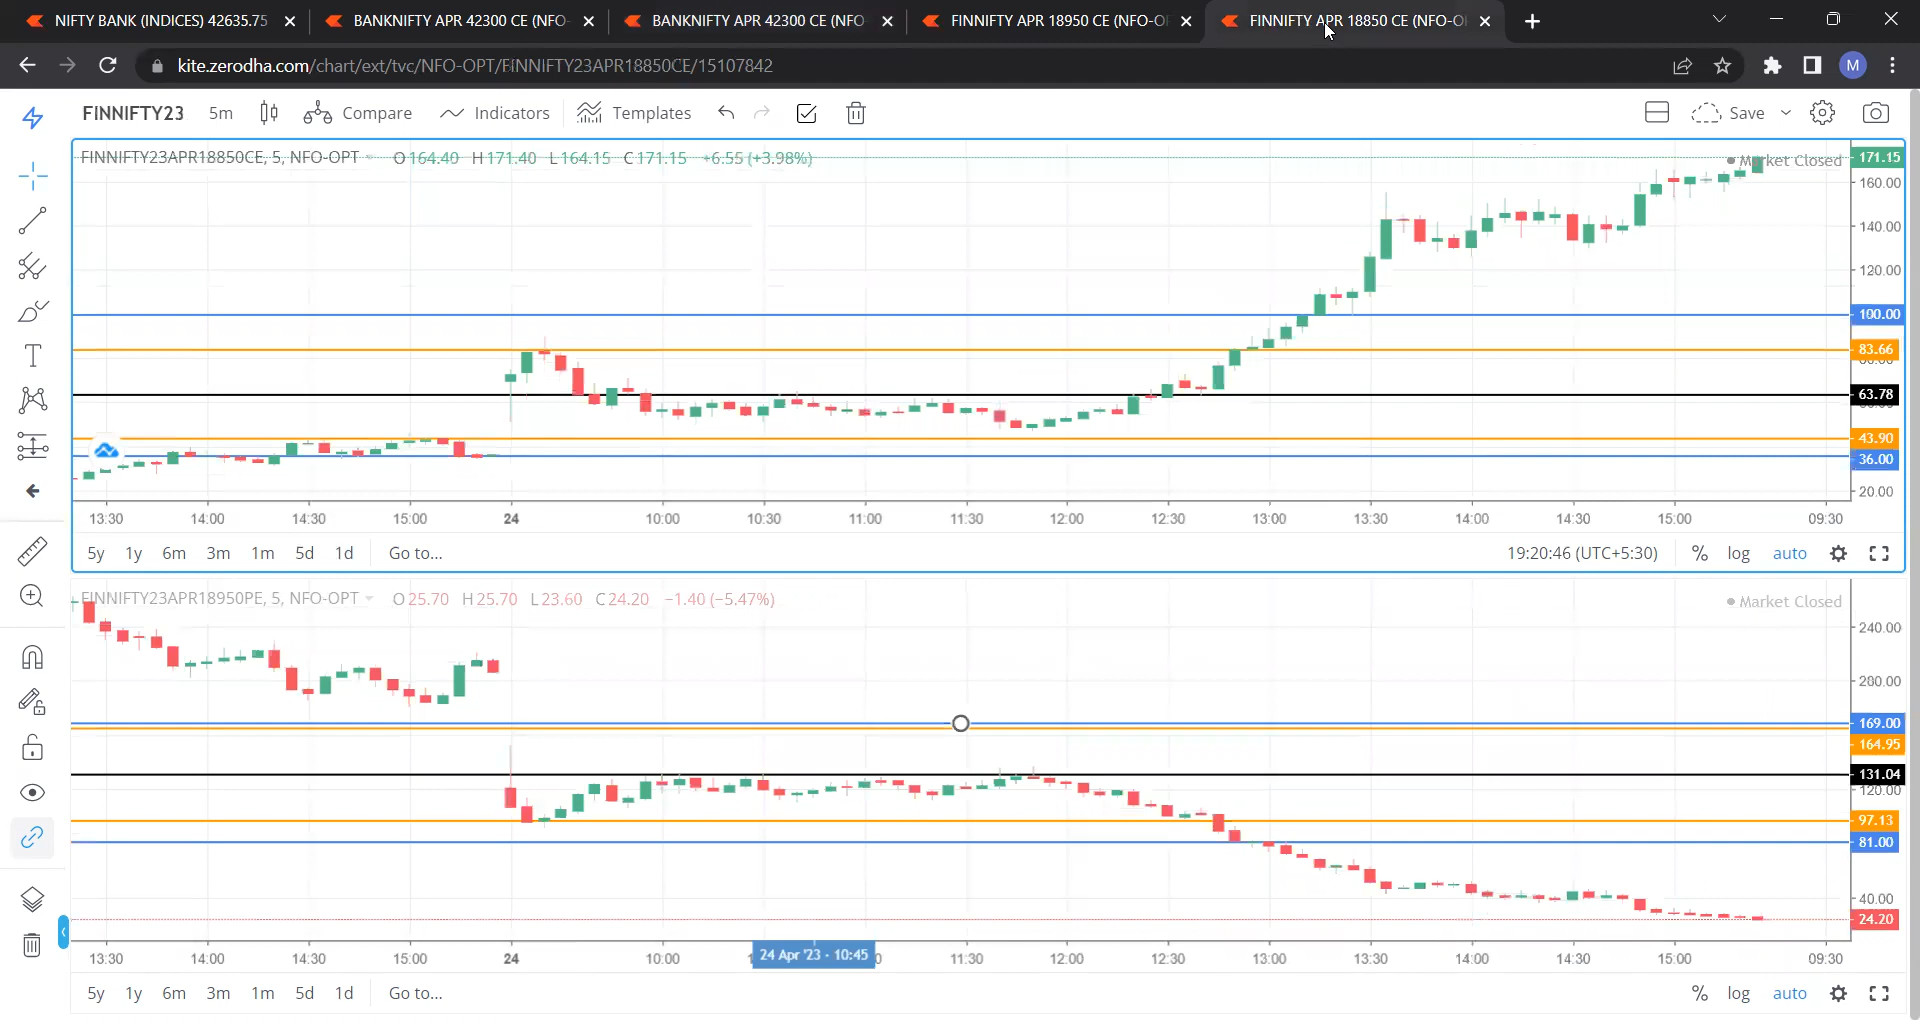 NIFTY BANK (INDICES) 42635.75
BANKNIFTY APR 42300 CE (NFO-
BANKNIFTY APR 42300 CE (NFO-
FINNIFTY APR 18950 CE (NFO-O
FINNIFTY APR 18850 CE (NFO-O
kite.zerodha.com/chart/ext/tvc/NFO-OPT/FINNIFTY23APR18850CE/15107842
M
FINNIFTY23 5m Compare Indicators Templates Save
FINNIFTY23APR18850CE, 5, NFO-OPT O164.40 H171.40 L164.15 C171.15 +6.55 (+3.98%)
Market Closed
171.15
160.00
140.00
120.00
100.00
83.66
63.78
43.90
36.00
20.00
13:30 14:00 14:30 15:00 24 10:00 10:30 11:00 11:30 12:00 12:30 13:00 13:30 14:00 14:30 15:00 09:30
5y 1y 6m 3m 1m 5d 1d Go to... 19:20:46 (UTC+5:30) % log auto
FINNIFTY23APR18950PE, 5, NFO-OPT O25.70 H25.70 L23.60 C24.20 −1.40 (−5.47%)
Market Closed
240.00
200.00
169.00
164.95
131.04
120.00
97.13
81.00
40.00
24.20
13:30 14:00 14:30 15:00 24 10:00 24 Apr '23 · 10:45 11:30 12:00 12:30 13:00 13:30 14:00 14:30 15:00 09:30
5y 1y 6m 3m 1m 5d 1d Go to... % log auto